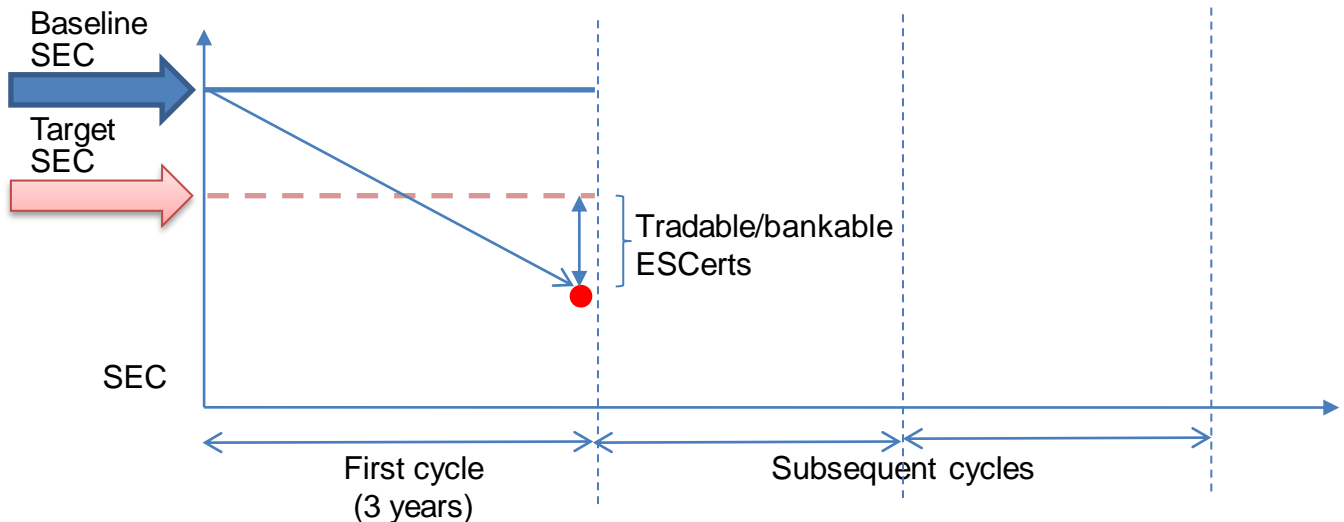 Baseline
SEC
Target
SEC
Tradable/bankable
ESCerts
SEC
First cycle
(3 years)
Subsequent cycles